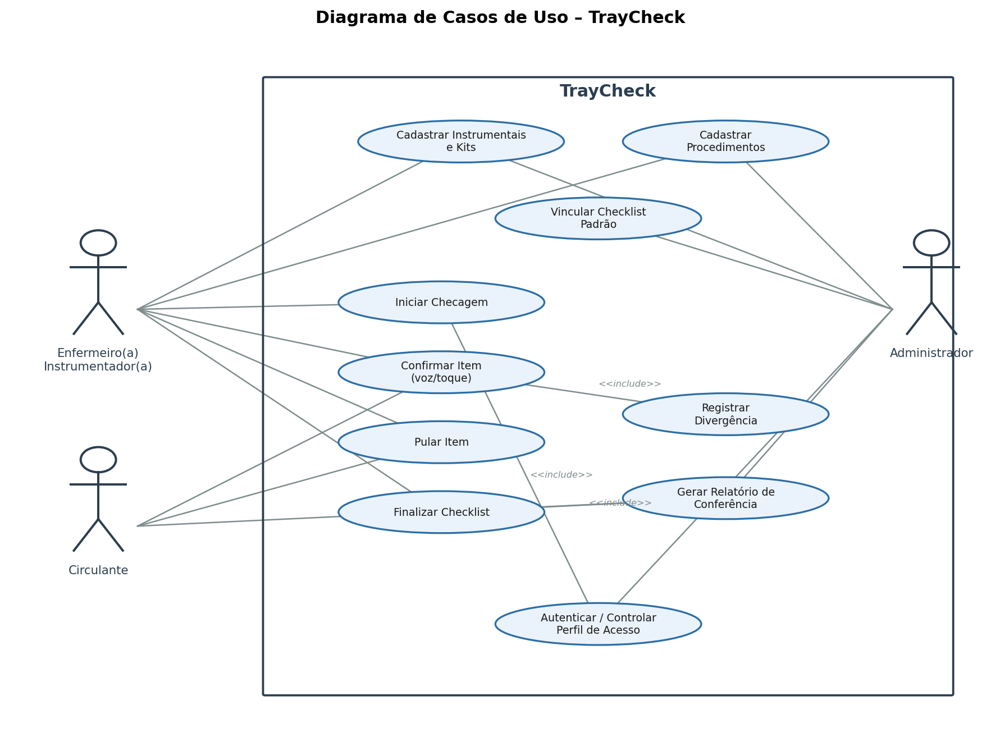 Diagrama de Casos de Uso – TrayCheck
TrayCheck
Cadastrar Instrumentais
e Kits
Cadastrar
Procedimentos
Vincular Checklist
Padrão
Iniciar Checagem
Enfermeiro(a)
Instrumentador(a)
Administrador
Confirmar Item
(voz/toque)
<<include>>
Registrar
Divergência
Pular Item
<<include>>
Gerar Relatório de
Conferência
<<include>>
Finalizar Checklist
Circulante
Autenticar / Controlar
Perfil de Acesso